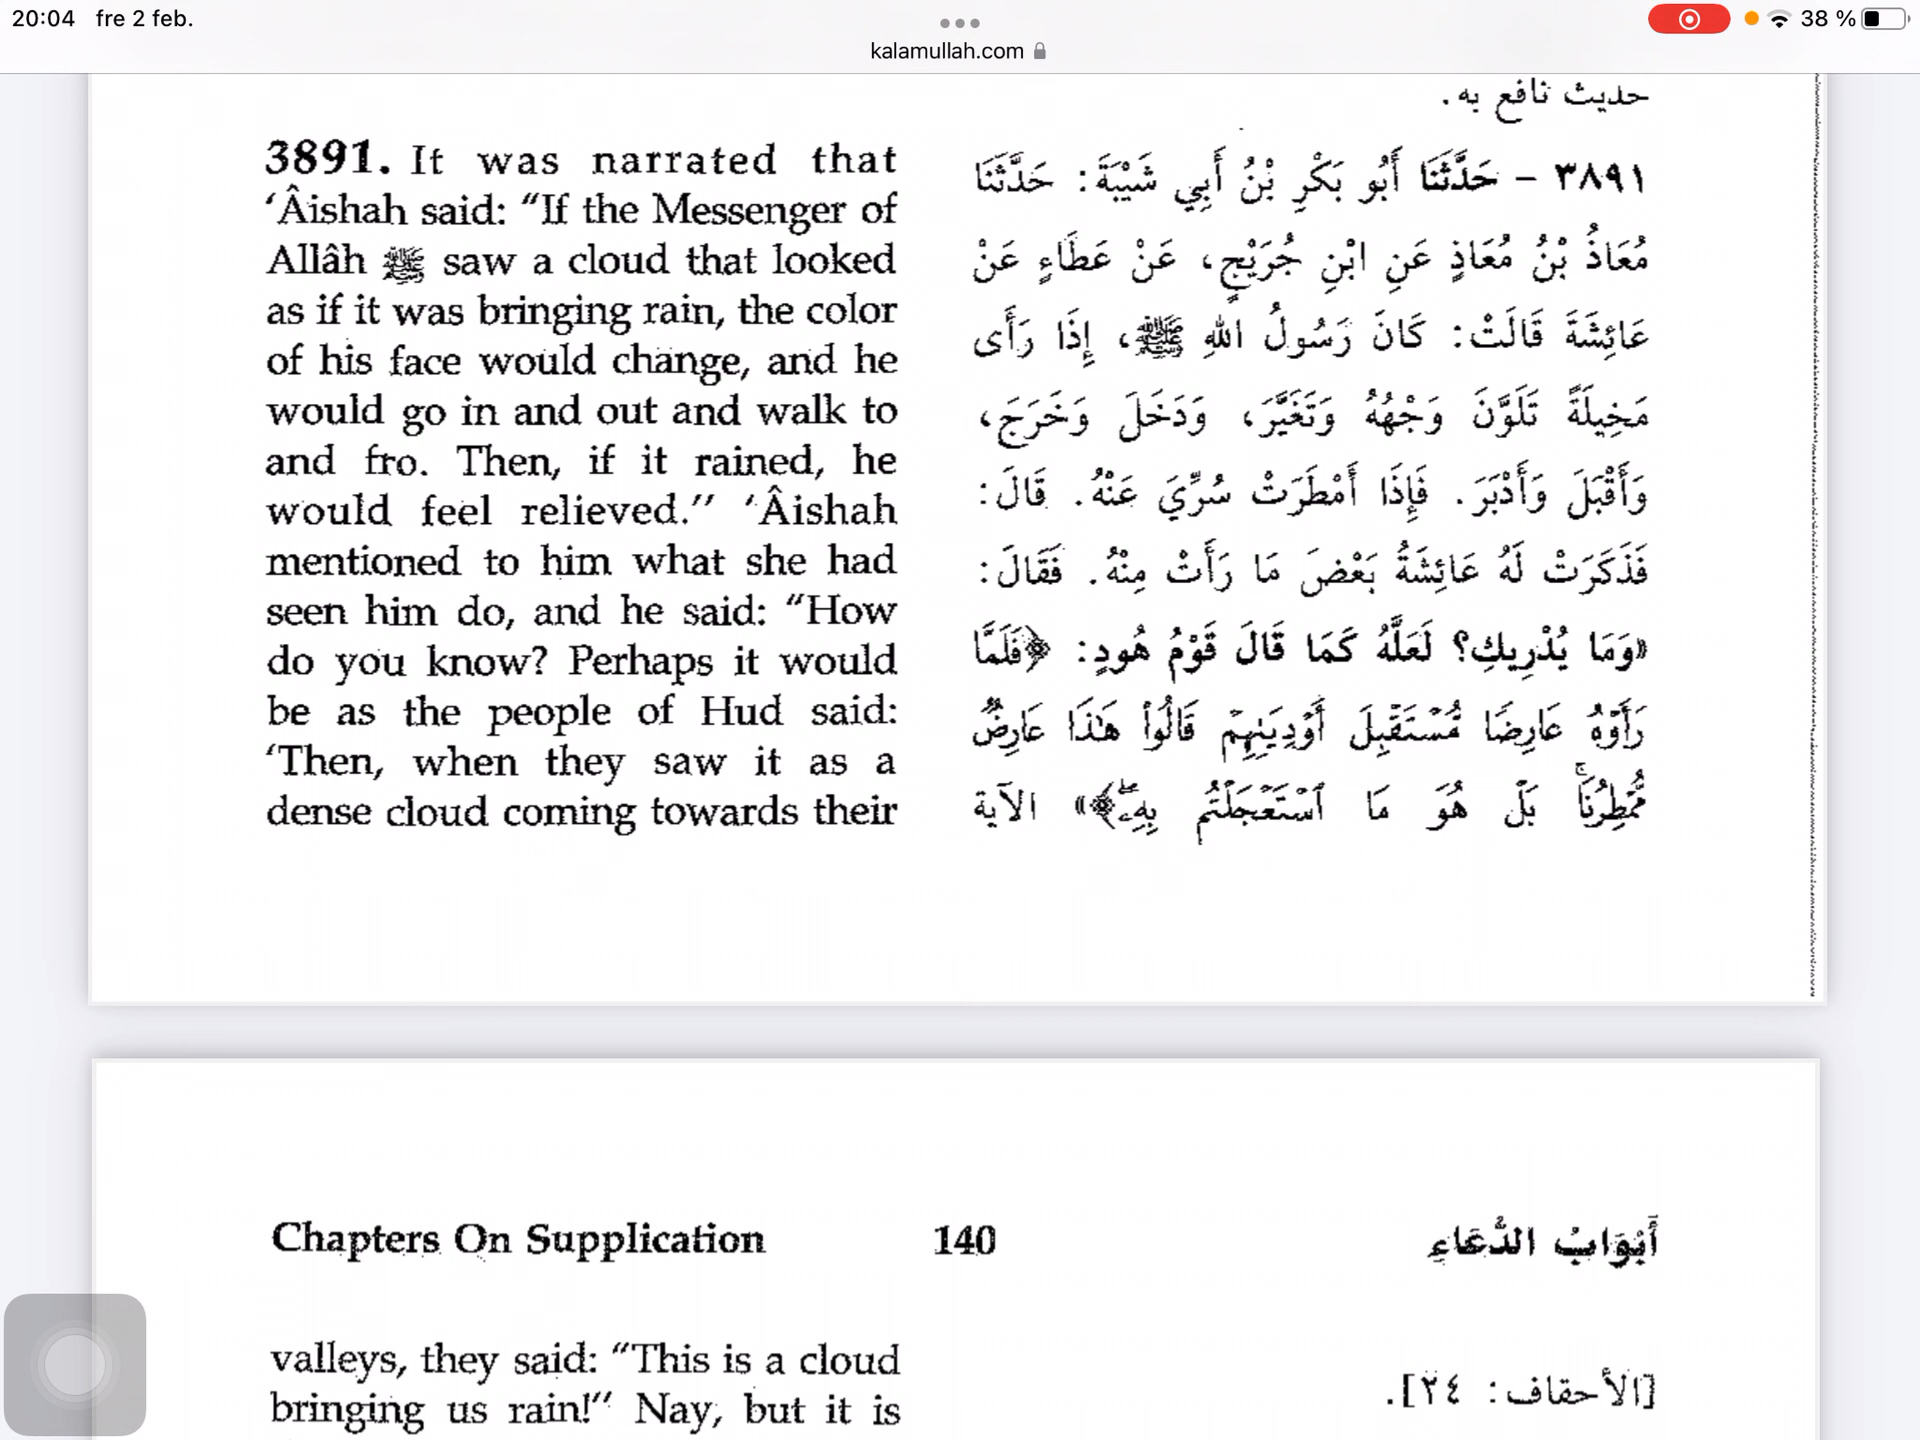 20:04 fre 2 feb.
38 %
kalamullah.com
حديث نافع به.
3891. It was narrated that
‘Âishah said: “If the Messenger of
Allâh ﷺ saw a cloud that looked
as if it was bringing rain, the color
of his face would change, and he
would go in and out and walk to
and fro. Then, if it rained, he
would feel relieved.” ‘Âishah
mentioned to him what she had
seen him do, and he said: “How
do you know? Perhaps it would
be as the people of Hud said:
‘Then, when they saw it as a
dense cloud coming towards their
٣٨٩١ – حَدَّثَنَا أَبُو بَكْرِ بْنُ أَبِي شَيْبَةَ: حَدَّثَنَا
مُعَاذُ بْنُ مُعَاذٍ عَنِ ابْنِ جُرَيْجٍ، عَنْ عَطَاءٍ عَنْ
عَائِشَةَ قَالَتْ: كَانَ رَسُولُ اللهِ ﷺ، إِذَا رَأَى
مَخِيلَةً تَلَوَّنَ وَجْهُهُ وَتَغَيَّرَ، وَدَخَلَ وَخَرَجَ،
وَأَقْبَلَ وَأَدْبَرَ. فَإِذَا أَمْطَرَتْ سُرِّيَ عَنْهُ. قَالَ:
فَذَكَرَتْ لَهُ عَائِشَةُ بَعْضَ مَا رَأَتْ مِنْهُ. فَقَالَ:
«وَمَا يُدْرِيكِ؟ لَعَلَّهُ كَمَا قَالَ قَوْمُ هُودٍ: ﴿فَلَمَّا
رَأَوْهُ عَارِضًا مُّسْتَقْبِلَ أَوْدِيَتِهِمْ قَالُوا۟ هَٰذَا عَارِضٌ
مُّمْطِرُنَاۚ بَلْ هُوَ مَا ٱسْتَعْجَلْتُم بِهِۦۖ﴾» الآية
Chapters On Supplication 140 أَبْوَابُ الدُّعَاءِ
valleys, they said: “This is a cloud
bringing us rain!” Nay, but it is
[الأحقاف: ٢٤].